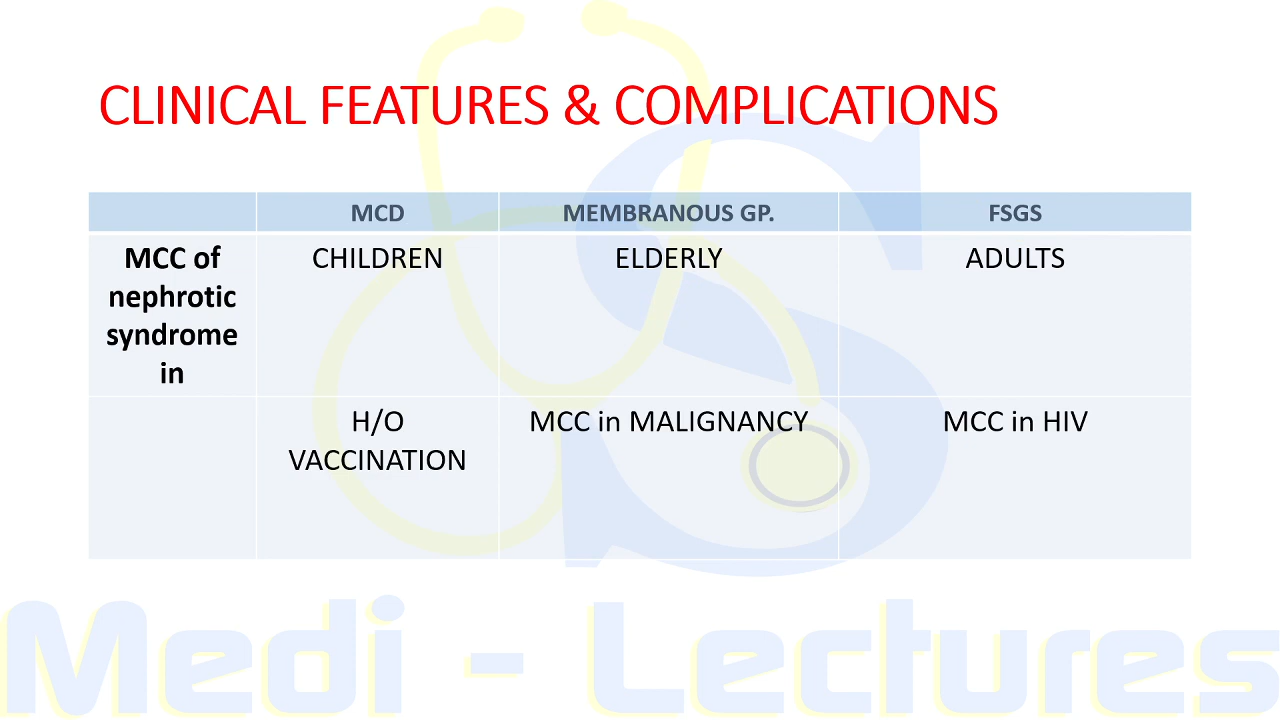 CLINICAL FEATURES & COMPLICATIONS
MCD MEMBRANOUS GP. FSGS
MCC of nephrotic syndrome in CHILDREN ELDERLY ADULTS
H/O VACCINATION MCC in MALIGNANCY MCC in HIV
S
Medi - Lectures